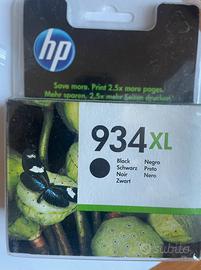 hp
Save more. Print 2.5x more pages.
Mehr sparen. 2.5x mehr drucken.
934XL
Black Negro
Schwarz Preto
Noir Nero
Zwart
subito